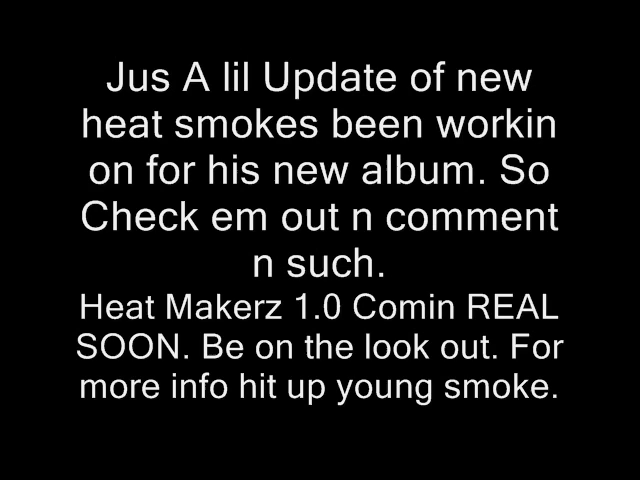 Jus A lil Update of new
heat smokes been workin
on for his new album. So
Check em out n comment
n such.
Heat Makerz 1.0 Comin REAL
SOON. Be on the look out. For
more info hit up young smoke.